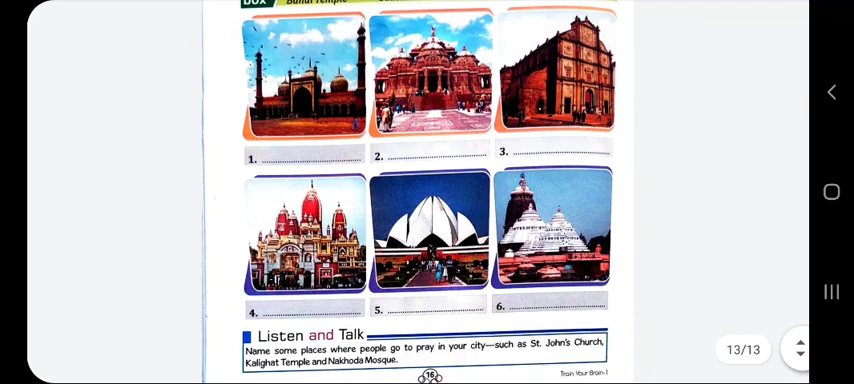 BOX Bahai Temple
1.
2.
3.
4.
5.
6.
Listen and Talk
Name some places where people go to pray in your city—such as St. John's Church,
Kalighat Temple and Nakhoda Mosque.
16
Train Your Brain-1
13/13